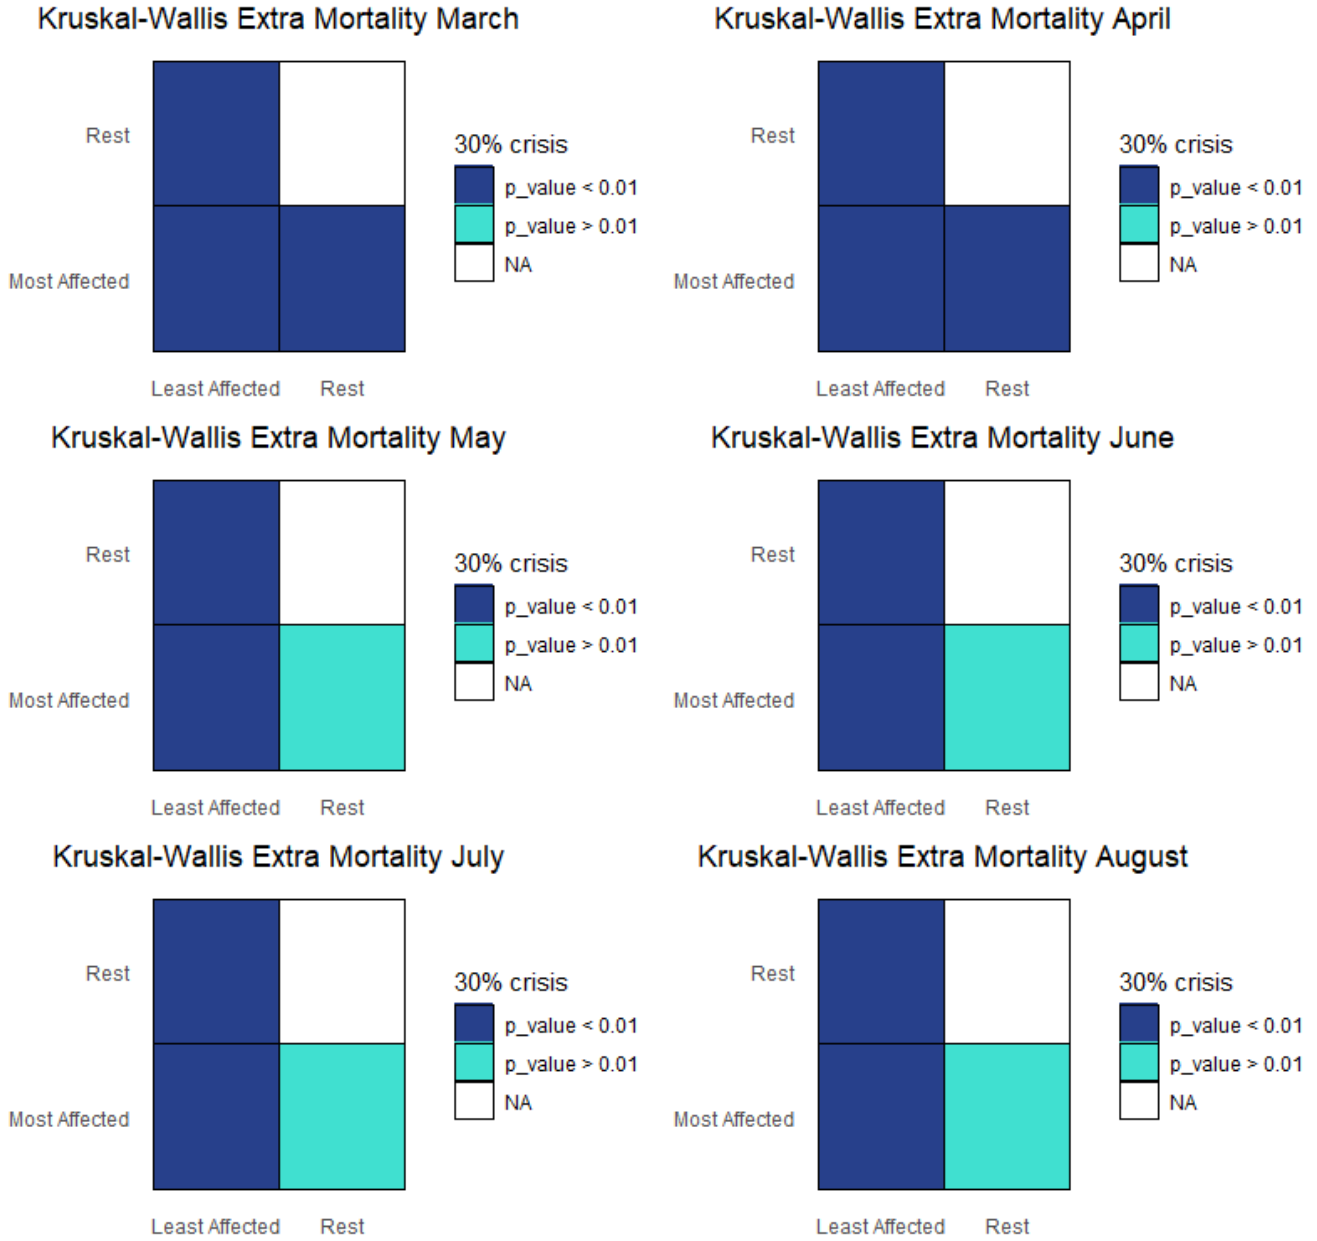 Kruskal-Wallis Extra Mortality March
Rest
Most Affected
Least Affected Rest
30% crisis
p_value < 0.01
p_value > 0.01
NA
Kruskal-Wallis Extra Mortality April
Rest
Most Affected
Least Affected Rest
30% crisis
p_value < 0.01
p_value > 0.01
NA
Kruskal-Wallis Extra Mortality May
Rest
Most Affected
Least Affected Rest
30% crisis
p_value < 0.01
p_value > 0.01
NA
Kruskal-Wallis Extra Mortality June
Rest
Most Affected
Least Affected Rest
30% crisis
p_value < 0.01
p_value > 0.01
NA
Kruskal-Wallis Extra Mortality July
Rest
Most Affected
Least Affected Rest
30% crisis
p_value < 0.01
p_value > 0.01
NA
Kruskal-Wallis Extra Mortality August
Rest
Most Affected
Least Affected Rest
30% crisis
p_value < 0.01
p_value > 0.01
NA